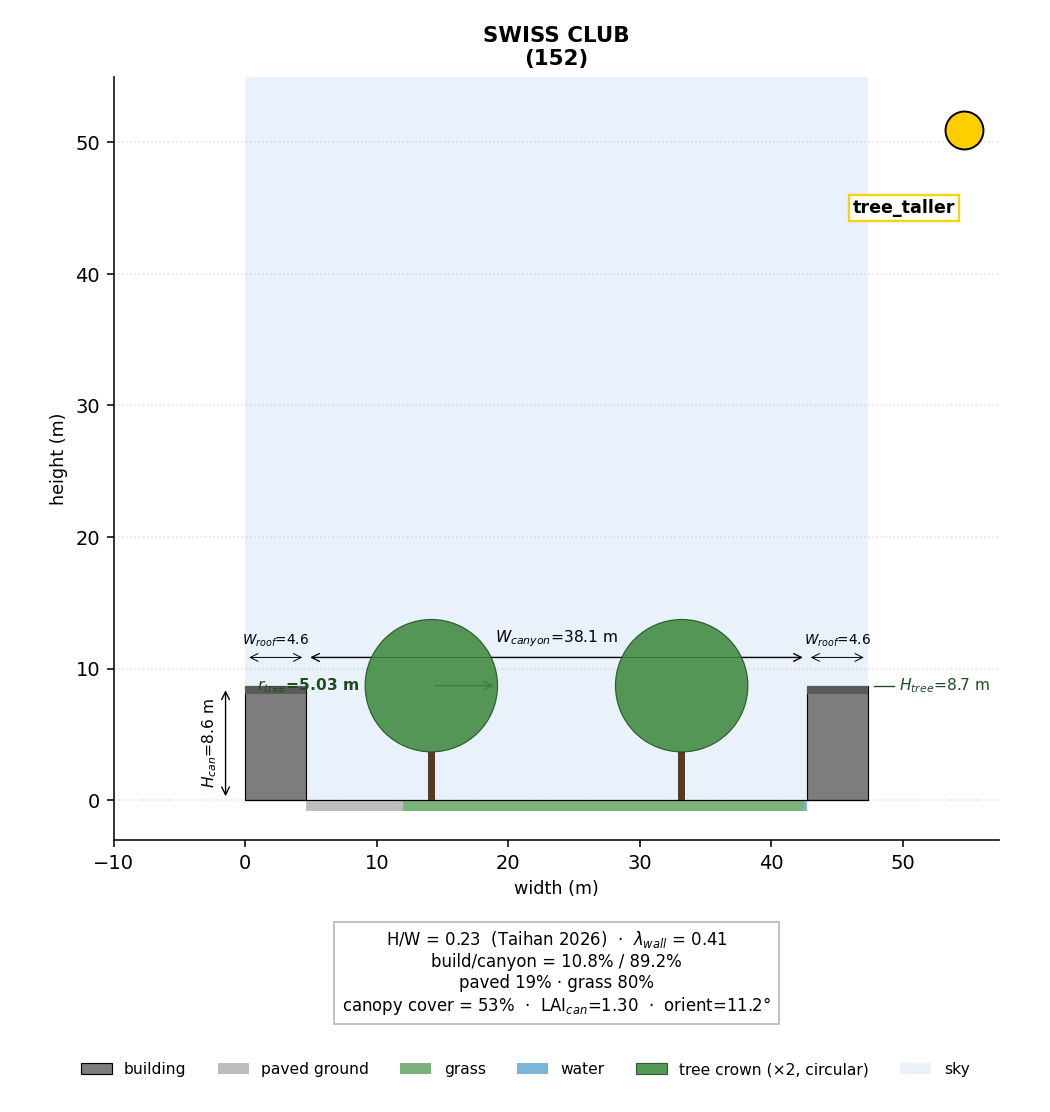 SWISS CLUB
(152)
50
40
30
20
10
0
height (m)
tree_taller
W_roof=4.6
W_canyon=38.1 m
W_roof=4.6
r_tree=5.03 m
H_tree=8.7 m
H_can=8.6 m
−10
0
10
20
30
40
50
width (m)
H/W = 0.23 (Taihan 2026) · λ_wall = 0.41
build/canyon = 10.8% / 89.2%
paved 19% · grass 80%
canopy cover = 53% · LAI_can=1.30 · orient=11.2°
building
paved ground
grass
water
tree crown (×2, circular)
sky